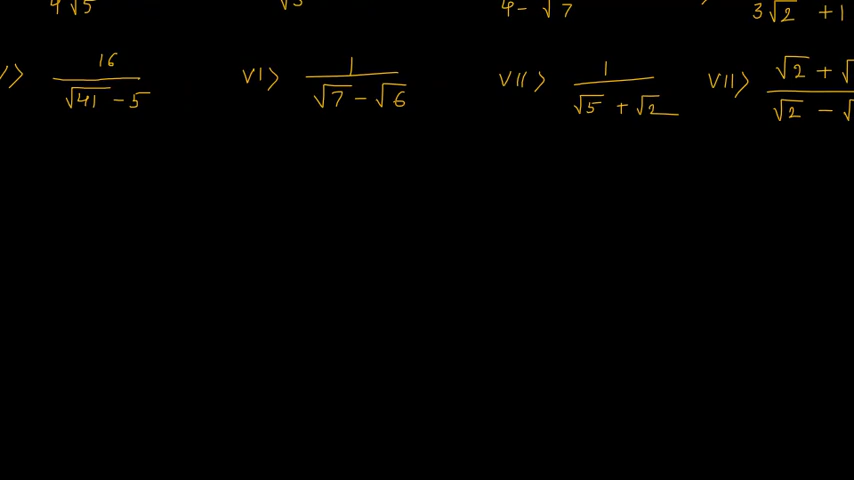 4√5 √3 4 - √7 3√2 + 1
16/(√41 - 5) VI> 1/(√7 - √6) VII> 1/(√5 + √2) VII> (√2 + √)/(√2 - √)